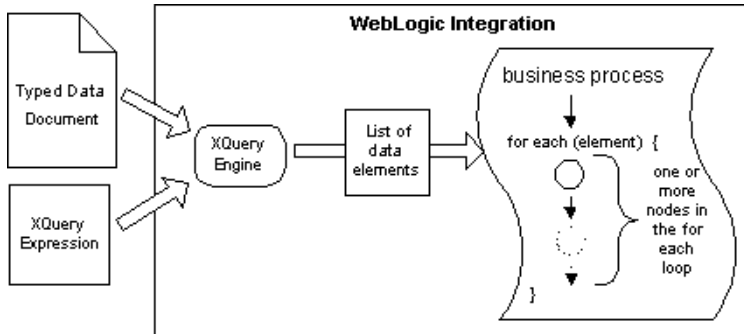 WebLogic Integration
Typed Data
Document
XQuery
Expression
XQuery
Engine
List of
data
elements
business process
for each (element) {
one or
more
nodes in
the for
each
loop
}